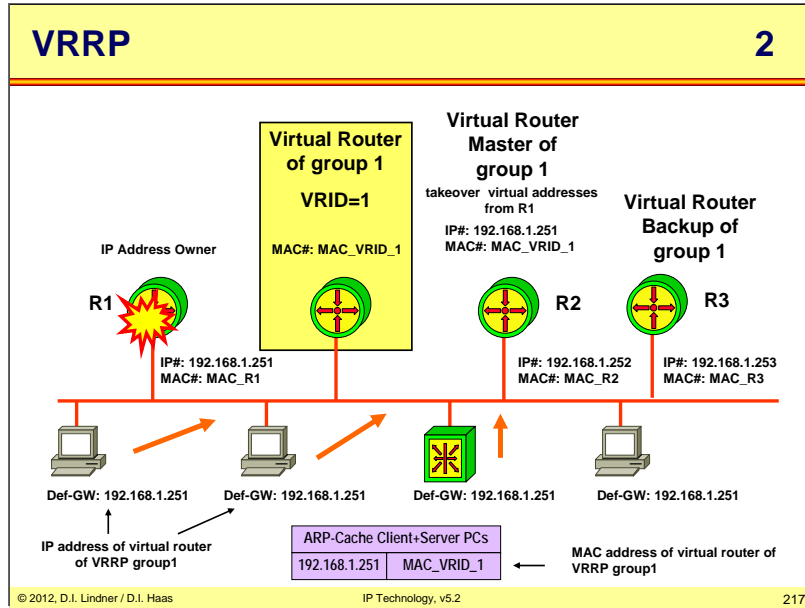 VRRP 2
Virtual Router
of group 1
VRID=1
MAC#: MAC_VRID_1
Virtual Router
Master of
group 1
takeover virtual addresses
from R1
IP#: 192.168.1.251
MAC#: MAC_VRID_1
Virtual Router
Backup of
group 1
IP Address Owner
R1
R2
R3
IP#: 192.168.1.251
MAC#: MAC_R1
IP#: 192.168.1.252
MAC#: MAC_R2
IP#: 192.168.1.253
MAC#: MAC_R3
Def-GW: 192.168.1.251
Def-GW: 192.168.1.251
Def-GW: 192.168.1.251
Def-GW: 192.168.1.251
IP address of virtual router
of VRRP group1
ARP-Cache Client+Server PCs
192.168.1.251 MAC_VRID_1
MAC address of virtual router of
VRRP group1
© 2012, D.I. Lindner / D.I. Haas IP Technology, v5.2 217